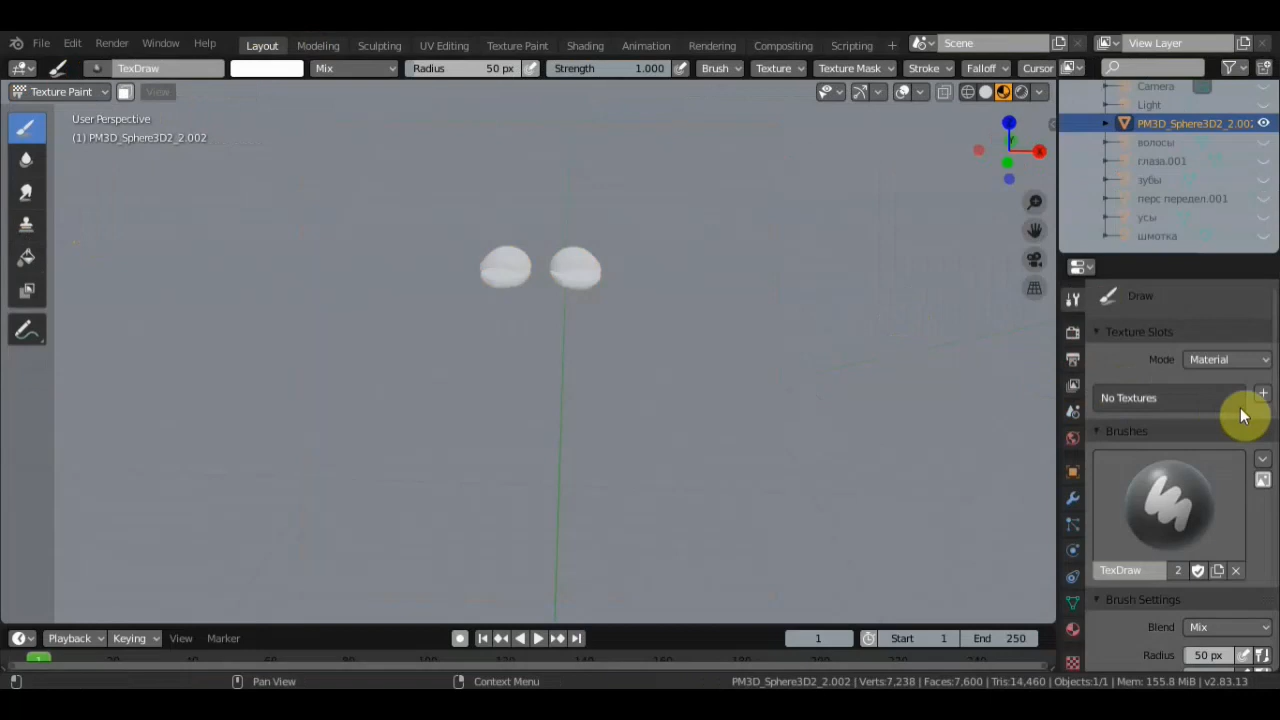 File Edit Render Window Help Layout Modeling Sculpting UV Editing Texture Paint Shading Animation Rendering Compositing Scripting + Scene View Layer
TexDraw Mix Radius 50 px Strength 1.000 Brush Texture Texture Mask Stroke Falloff Cursor
Texture Paint View
User Perspective
(1) PM3D_Sphere3D2_2.002
Z
X
Camera
Light
PM3D_Sphere3D2_2.002
волосы
глаза.001
зубы
перс передел.001
усы
шмотка
Draw
Texture Slots
Mode Material
No Textures
Brushes
TexDraw 2
Brush Settings
Blend Mix
Radius 50 px
Playback Keying View Marker 1 Start 1 End 250
1
Pan View Context Menu PM3D_Sphere3D2_2.002 | Verts:7,238 | Faces:7,600 | Tris:14,460 | Objects:1/1 | Mem: 155.8 MiB | v2.83.13